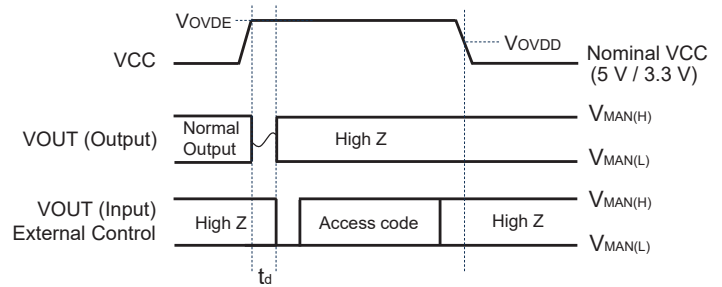 VOVDE
VOVDD
VCC
Nominal VCC
(5 V / 3.3 V)
VOUT (Output)
Normal
Output
High Z
VMAN(H)
VMAN(L)
VOUT (Input)
External Control
High Z
Access code
High Z
VMAN(H)
VMAN(L)
td